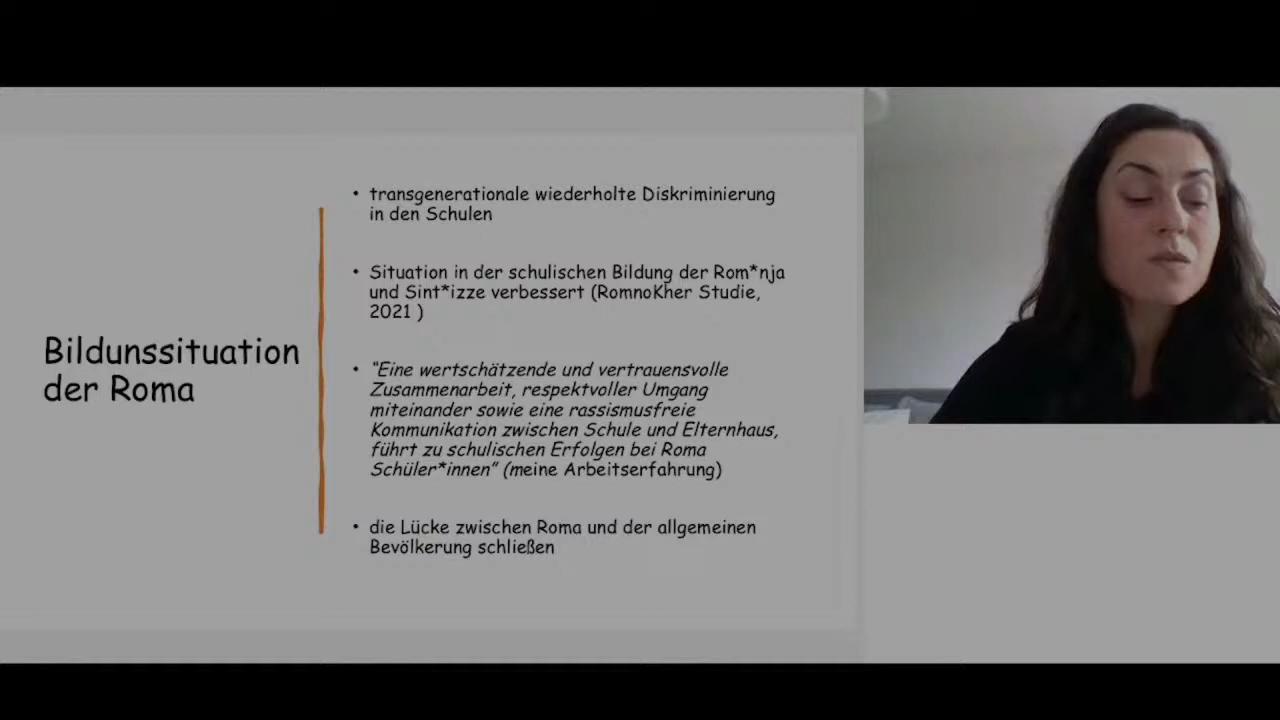 Bildunssituation
der Roma
• transgenerationale wiederholte Diskriminierung
in den Schulen
• Situation in der schulischen Bildung der Rom*nja
und Sint*izze verbessert (RomnoKher Studie,
2021 )
• "Eine wertschätzende und vertrauensvolle
Zusammenarbeit, respektvoller Umgang
miteinander sowie eine rassismusfreie
Kommunikation zwischen Schule und Elternhaus,
führt zu schulischen Erfolgen bei Roma
Schüler*innen" (meine Arbeitserfahrung)
• die Lücke zwischen Roma und der allgemeinen
Bevölkerung schließen